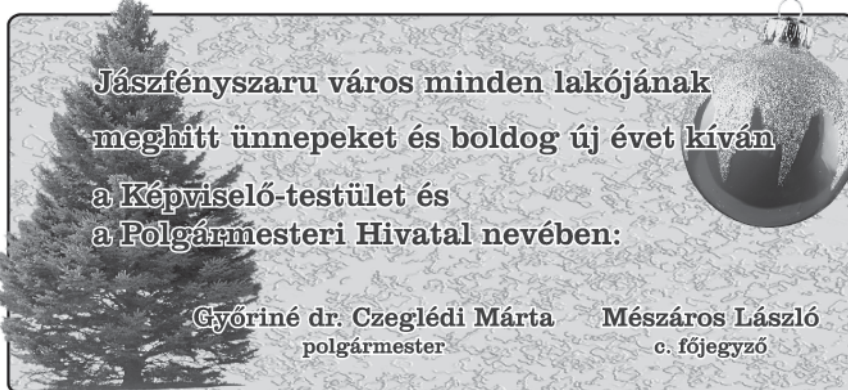 Jászfényszaru város minden lakójának
meghitt ünnepeket és boldog új évet kíván
a Képviselő-testület és
a Polgármesteri Hivatal nevében:
Győriné dr. Czeglédi Márta Mészáros László
polgármester c. főjegyző